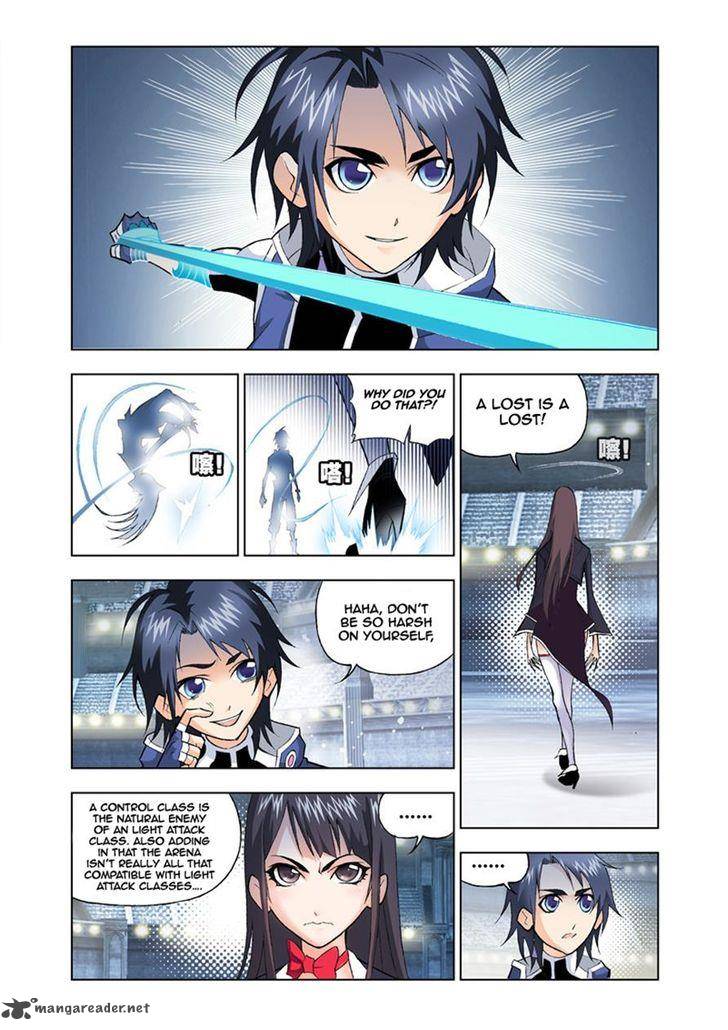 嚓!
嗒!
WHY DID YOU
DO THAT?!
A LOST IS A
LOST!
嚓!
HAHA, DON'T
BE SO HARSH
ON YOURSELF,
A CONTROL CLASS IS
THE NATURAL ENEMY
OF AN LIGHT ATTACK
CLASS. ALSO ADDING
IN THAT THE ARENA
ISN'T REALLY ALL THAT
COMPATIBLE WITH LIGHT
ATTACK CLASSES....
......
......
mangareader.net